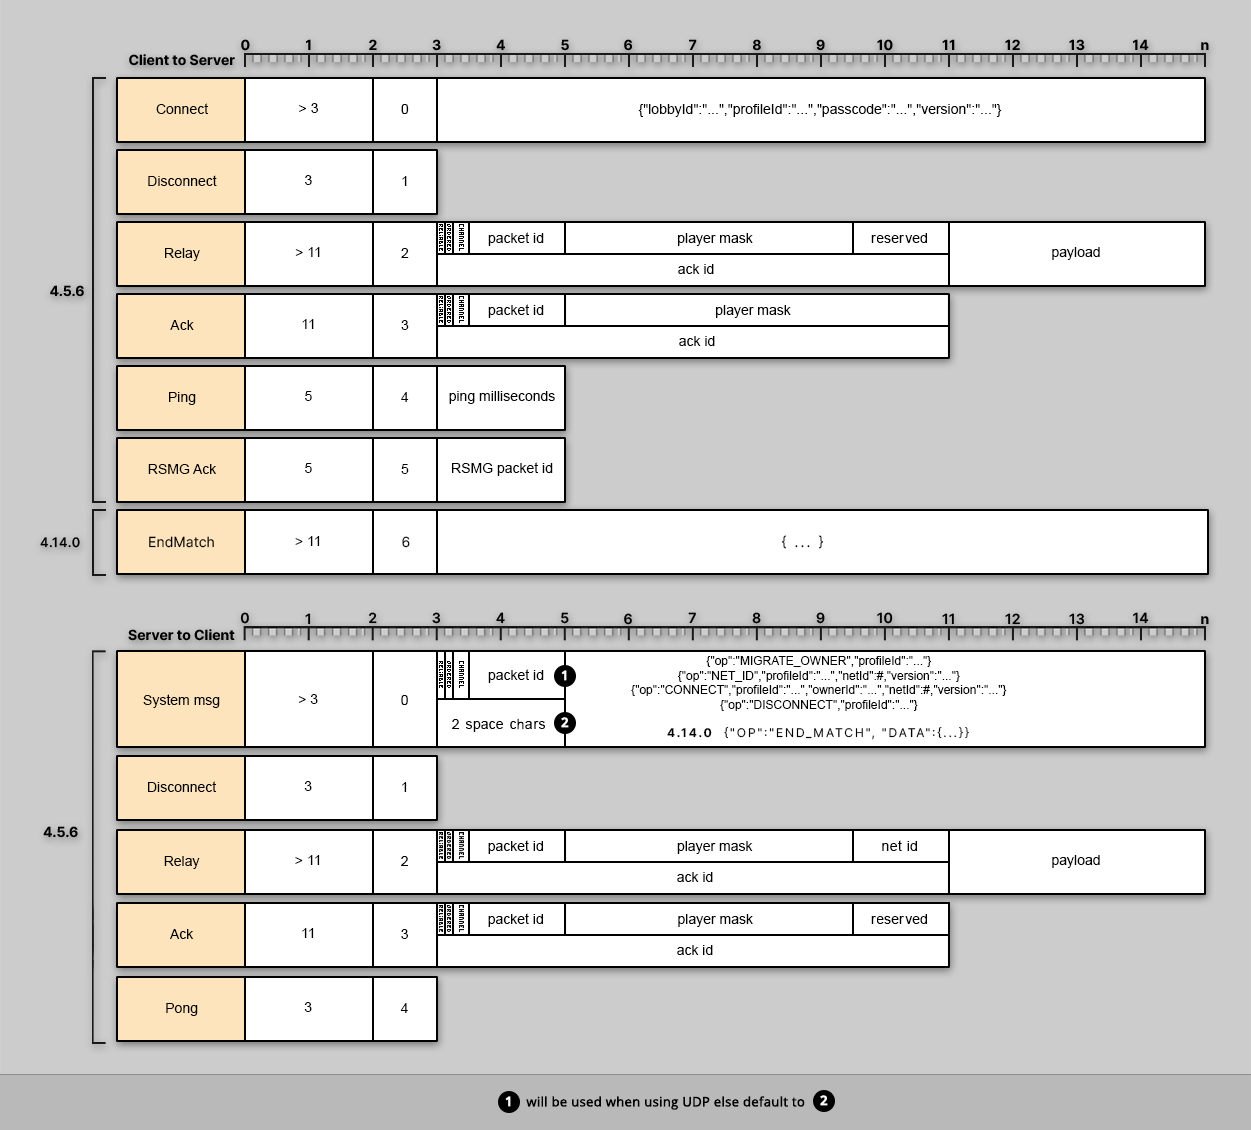 0 1 2 3 4 5 6 7 8 9 10 11 12 13 14 n
Client to Server
Connect > 3 0 {"lobbyId":"...","profileId":"...","passcode":"...","version":"..."}
Disconnect 3 1
4.5.6
Relay > 11 2 RELIABLE ORDERED CHANNEL packet id player mask reserved payload
ack id
Ack 11 3 RELIABLE ORDERED CHANNEL packet id player mask
ack id
Ping 5 4 ping milliseconds
RSMG Ack 5 5 RSMG packet id
4.14.0
EndMatch > 11 6 { ... }
0 1 2 3 4 5 6 7 8 9 10 11 12 13 14 n
Server to Client
System msg > 3 0 RELIABLE ORDERED CHANNEL packet id 1
2 space chars 2
{"op":"MIGRATE_OWNER","profileId":"..."}
{"op":"NET_ID","profileId":"...","netId":#,"version":"..."}
{"op":"CONNECT","profileId":"...","ownerId":"...","netId":#,"version":"..."}
{"op":"DISCONNECT","profileId":"..."}
4.14.0 {"OP":"END_MATCH", "DATA":{...}}
Disconnect 3 1
4.5.6
Relay > 11 2 RELIABLE ORDERED CHANNEL packet id player mask net id payload
ack id
Ack 11 3 RELIABLE ORDERED CHANNEL packet id player mask reserved
ack id
Pong 3 4
1 will be used when using UDP else default to 2